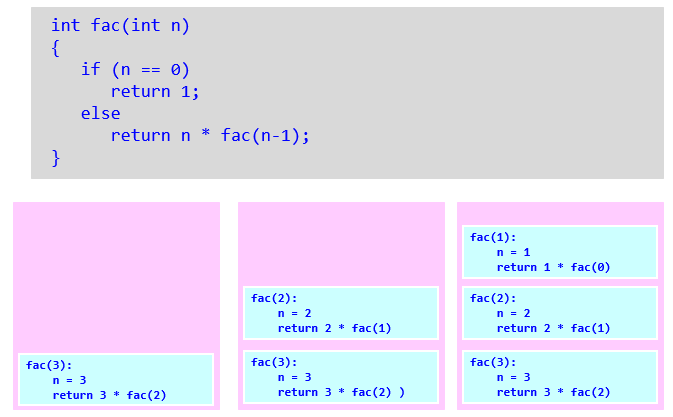 int fac(int n)
{
if (n == 0)
return 1;
else
return n * fac(n-1);
}
fac(3):
n = 3
return 3 * fac(2)
fac(2):
n = 2
return 2 * fac(1)
fac(3):
n = 3
return 3 * fac(2) )
fac(1):
n = 1
return 1 * fac(0)
fac(2):
n = 2
return 2 * fac(1)
fac(3):
n = 3
return 3 * fac(2)